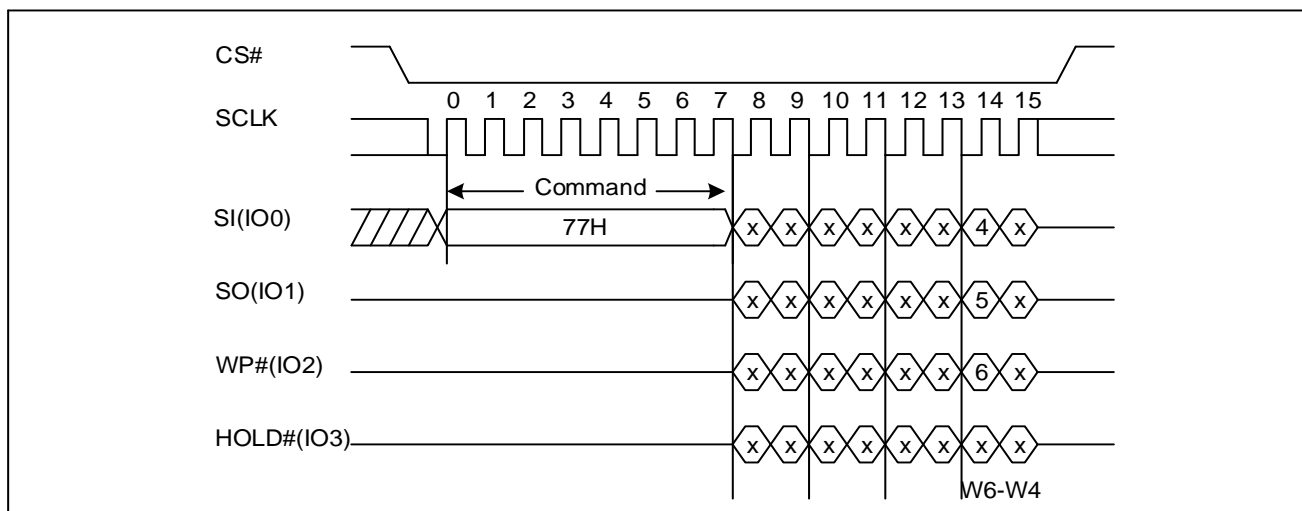 CS#
0 1 2 3 4 5 6 7 8 9 10 11 12 13 14 15
SCLK
Command
SI(IO0) 77H x x x x x x 4 x
SO(IO1) x x x x x x 5 x
WP#(IO2) x x x x x x 6 x
HOLD#(IO3) x x x x x x x x
W6-W4